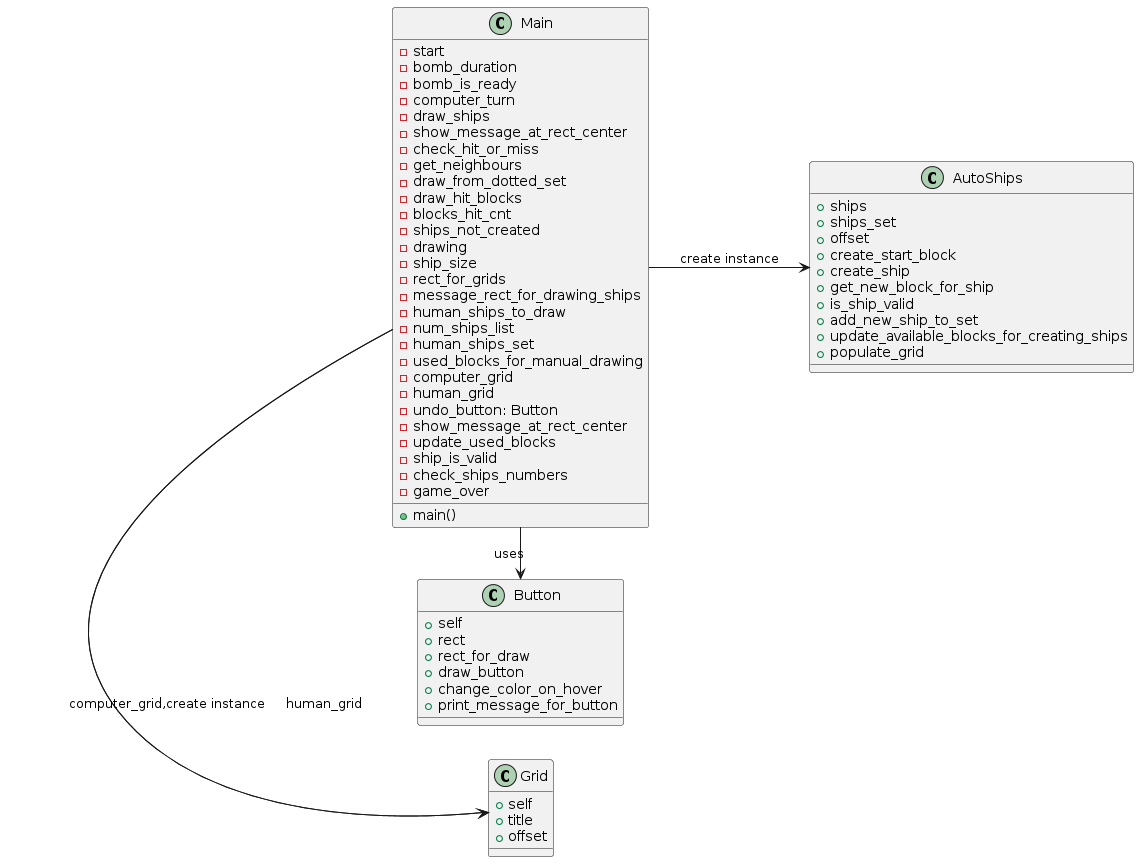 C Main
start
bomb_duration
bomb_is_ready
computer_turn
draw_ships
show_message_at_rect_center
check_hit_or_miss
get_neighbours
draw_from_dotted_set
draw_hit_blocks
blocks_hit_cnt
ships_not_created
drawing
ship_size
rect_for_grids
message_rect_for_drawing_ships
human_ships_to_draw
num_ships_list
human_ships_set
used_blocks_for_manual_drawing
computer_grid
human_grid
undo_button: Button
show_message_at_rect_center
update_used_blocks
ship_is_valid
check_ships_numbers
game_over
main()
create instance
C AutoShips
ships
ships_set
offset
create_start_block
create_ship
get_new_block_for_ship
is_ship_valid
add_new_ship_to_set
update_available_blocks_for_creating_ships
populate_grid
uses
C Button
self
rect
rect_for_draw
draw_button
change_color_on_hover
print_message_for_button
computer_grid,create instance
human_grid
C Grid
self
title
offset